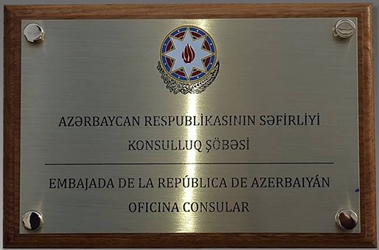 AZƏRBAYCAN RESPUBLİKASININ SƏFİRLİYİ
KONSULLUQ ŞÖBƏSİ
EMBAJADA DE LA REPÚBLICA DE AZERBAIYÁN
OFICINA CONSULAR